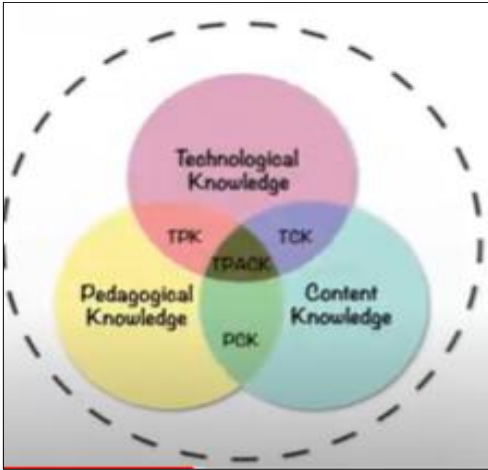 Technological
Knowledge
TPK
TCK
TPACK
Pedagogical
Knowledge
Content
Knowledge
PCK